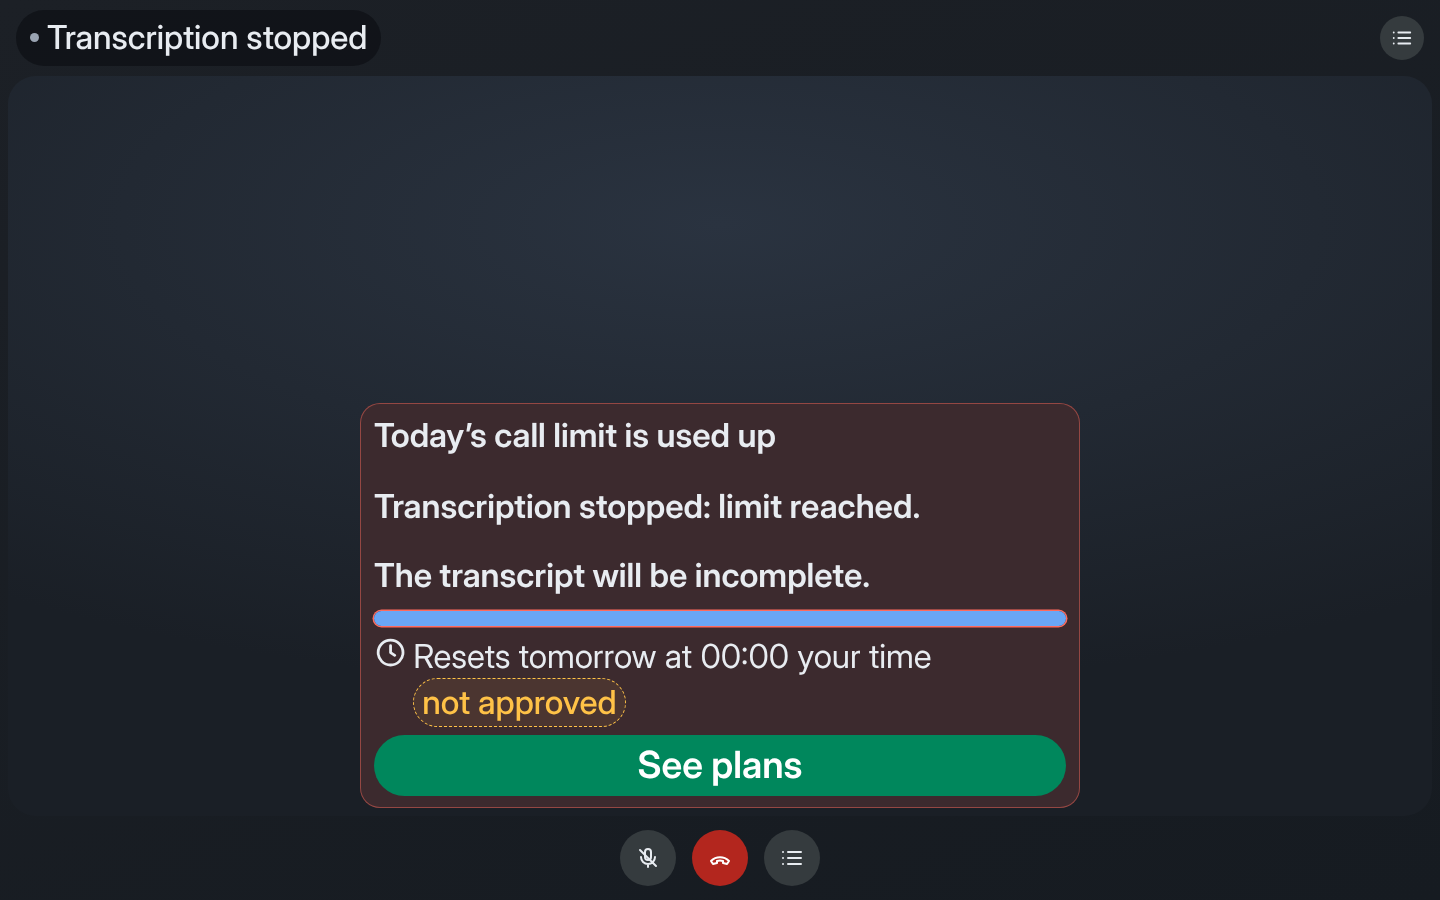 Transcription stopped
Today’s call limit is used up
Transcription stopped: limit reached.
The transcript will be incomplete.
Resets tomorrow at 00:00 your time
not approved
See plans